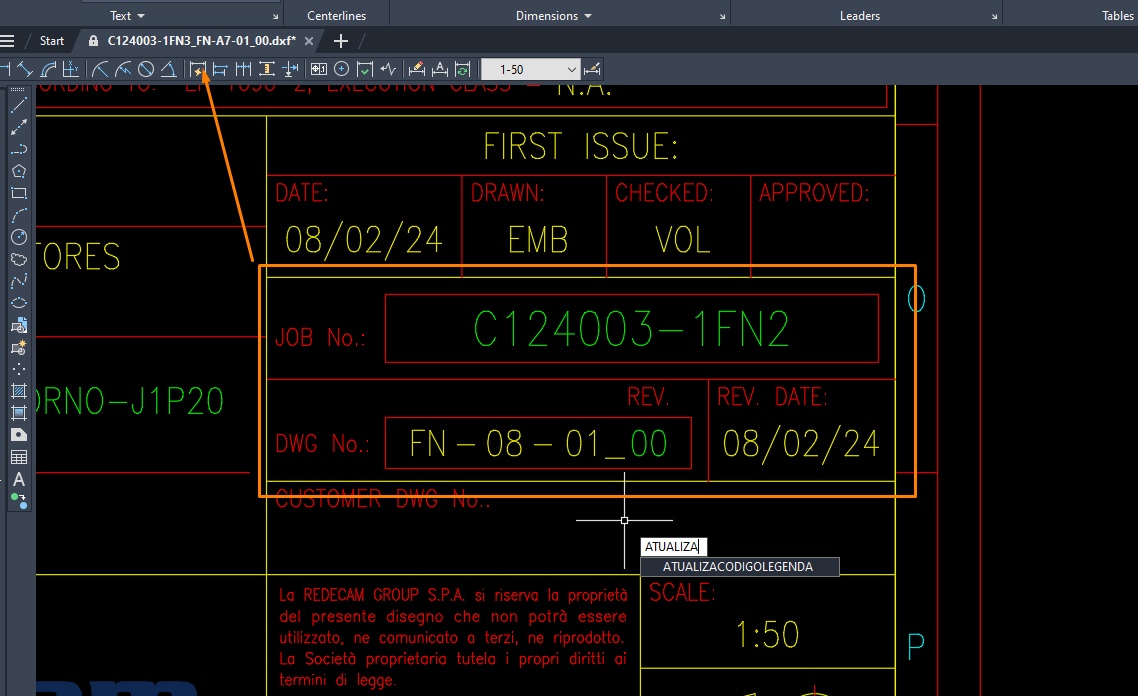 Text
Centerlines
Dimensions
Leaders
Tables
Start
C124003-1FN3_FN-A7-01_00.dxf*
1-50
2, EXECUTION CLASS - N.A.
FIRST ISSUE:
DATE:
DRAWN:
CHECKED:
APPROVED:
08/02/24
EMB
VOL
TORES
O
JOB No.:
C124003-1FN2
REV.
REV. DATE:
ORNO-J1P20
DWG No.:
FN-08-01_00
08/02/24
CUSTOMER DWG No.:
ATUALIZA
ATUALIZACODIGOLEGENDA
La REDECAM GROUP S.P.A. si riserva la proprietà
del presente disegno che non potrà essere
utilizzato, ne comunicato a terzi, ne riprodotto.
La Società proprietaria tutela i propri diritti ai
termini di legge.
SCALE:
1:50
P